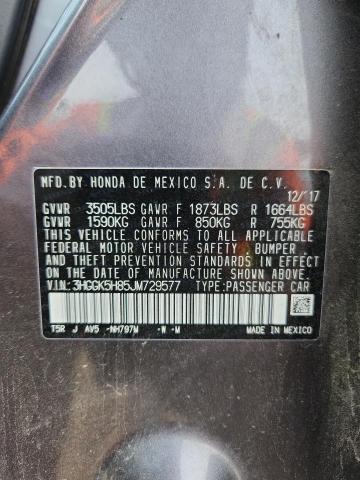 MFD.BY HONDA DE MEXICO S.A. DE C.V.
12/17
GVWR 3505LBS GAWR F 1873LBS R 1664LBS
GVWR 1590KG GAWR F 850KG R 755KG
THIS VEHICLE CONFORMS TO ALL APPLICABLE
FEDERAL MOTOR VEHICLE SAFETY, BUMPER
AND THEFT PREVENTION STANDARDS IN EFFECT
ON THE DATE OF MANUFACTURE SHOWN ABOVE.
V.I.N.:3HGGK5H85JM729577 TYPE:PASSENGER CAR
T5R J AV5 -NH797M -W -M
MADE IN MEXICO